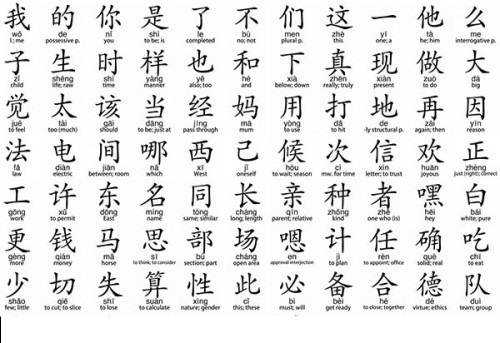 我 的 你 是 了 不 们 这 一 他 么
wǒ de nǐ shì le bù men zhè yī tā me
I; me possessive p. you to be; is completed no; not plural p. this one; a he; him interrogative p.
子 生 时 样 也 和 下 真 现 做 大
zǐ shēng shí yàng yě hé xià zhēn xiàn zuò dà
child life; raw time manner also; too and below; down really; truly present to do big
觉 太 该 当 经 妈 用 打 地 再 因
jué tài gāi dāng jīng mā yòng dǎ de zài yīn
to feel too (much) should to be; just at pass through mum to use to hit -ly structural p. again; then reason
法 电 间 哪 西 己 候 次 信 欢 正
fǎ diàn jiān nǎ xī jǐ hòu cì xìn huān zhèng
law electric between; room which West oneself to wait; season mw. for time letter; to trust joyous just (right); correct
工 许 东 名 同 长 亲 种 者 嘿 白
gōng xǔ dōng míng tóng cháng qīn zhǒng zhě hēi bái
work to permit East name same; similar long; length parent; relative kind one who (is) hey white; pure
更 钱 马 思 部 场 嗯 计 任 确 吃
gèng qián mǎ sī bù chǎng en jì rèn què chī
more money horse to think; to consider section; part open area approval interjection to plan to appoint; office solid; real to eat
少 切 失 算 性 此 必 备 合 德 队
shǎo qiē shī suàn xìng cǐ bì bèi hé dé duì
few; little to cut; to slice to lose to calculate nature; gender this; these must; will get ready to close; together virtue; ethics team; group